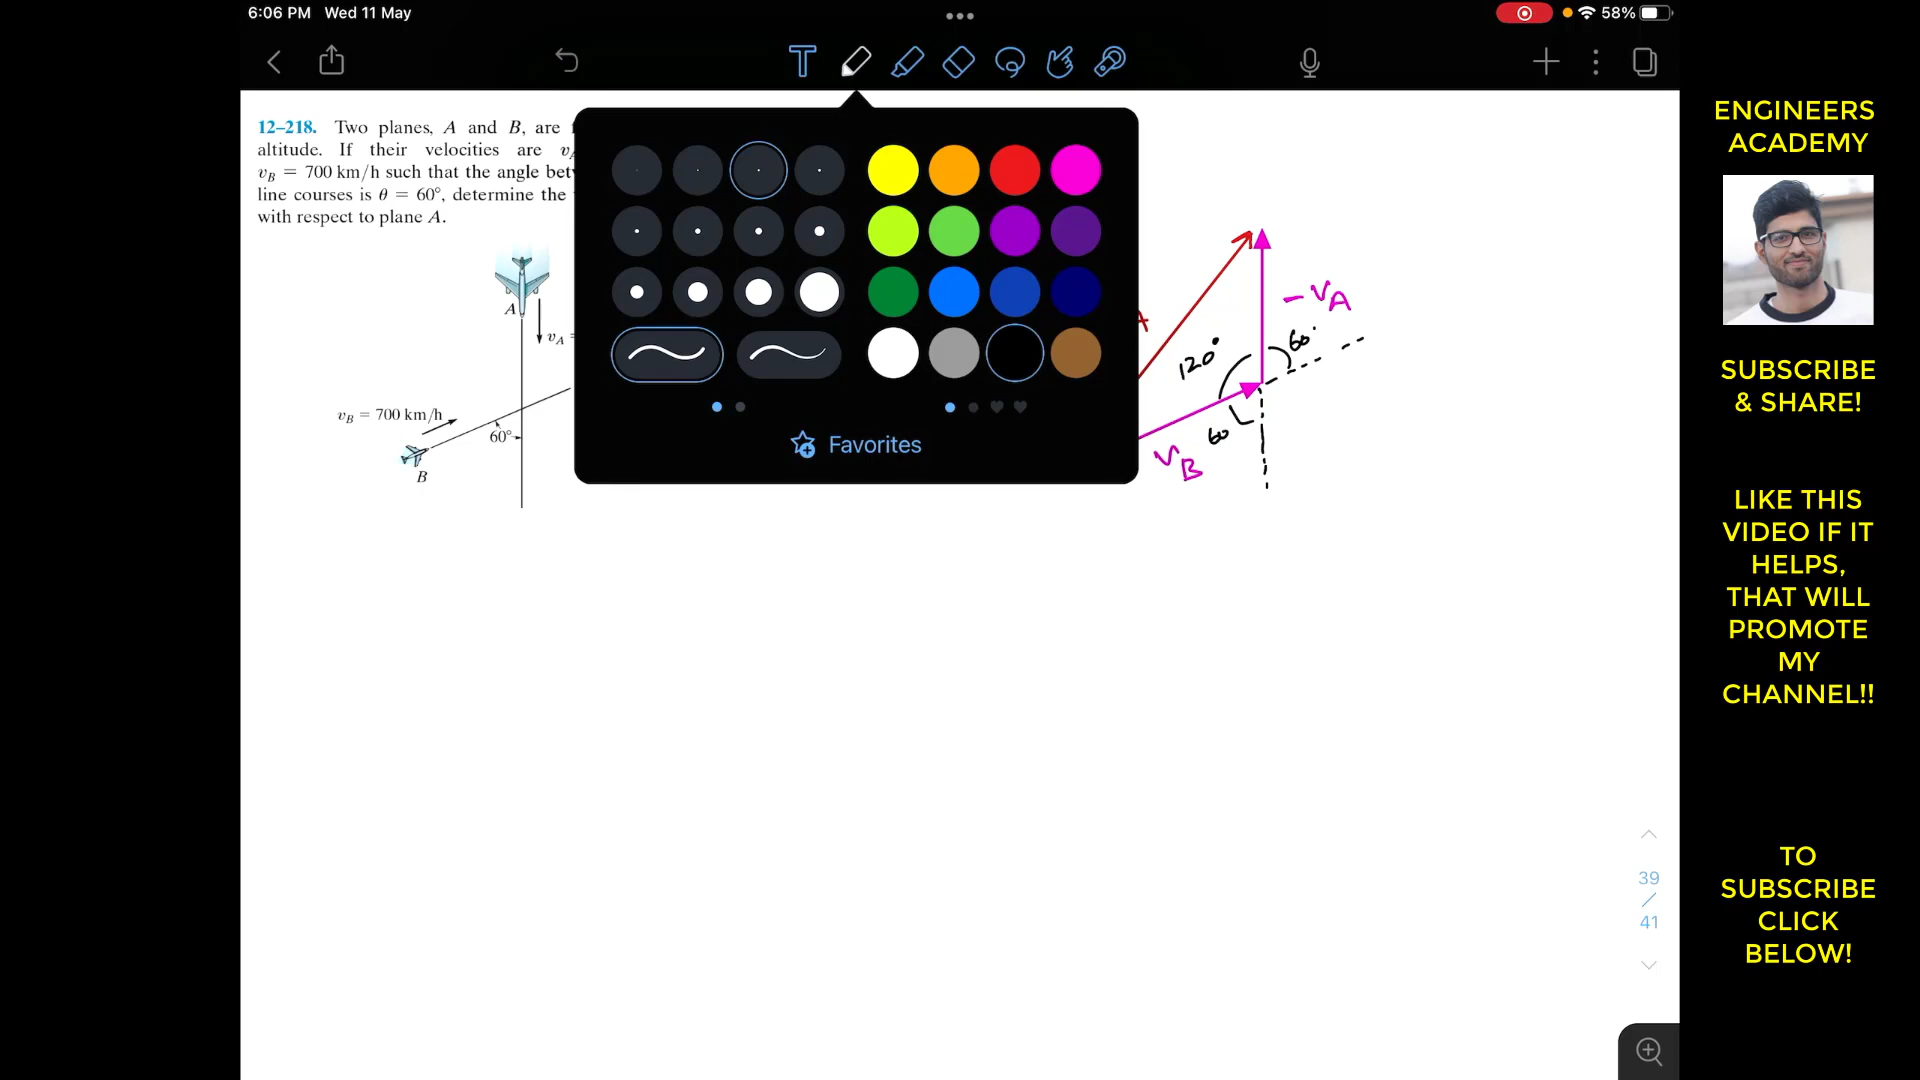 6:06 PM Wed 11 May
58%
T
12–218. Two planes, A and B, are
altitude. If their velocities are v
v_B = 700 km/h such that the angle bet
line courses is θ = 60°, determine the
with respect to plane A.
A
v_A =
v_B = 700 km/h
60°
B
Favorites
- V_A
60°
120°
60
V_B
39
/
41
ENGINEERS
ACADEMY
SUBSCRIBE
& SHARE!
LIKE THIS
VIDEO IF IT
HELPS,
THAT WILL
PROMOTE
MY
CHANNEL!!
TO
SUBSCRIBE
CLICK
BELOW!